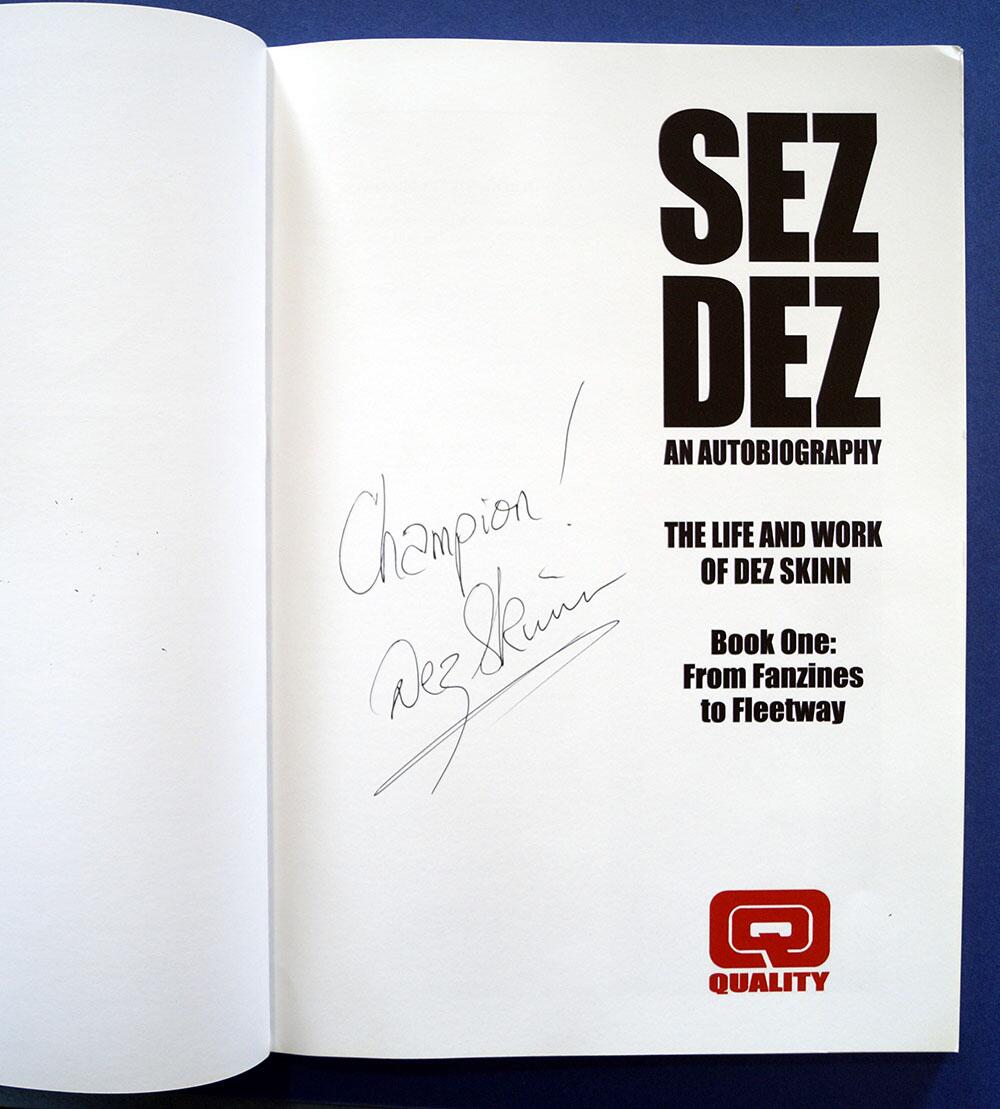 SEZ
DEZ
AN AUTOBIOGRAPHY
THE LIFE AND WORK
OF DEZ SKINN
Book One:
From Fanzines
to Fleetway
Champion!
Dez Skinn
Q
QUALITY